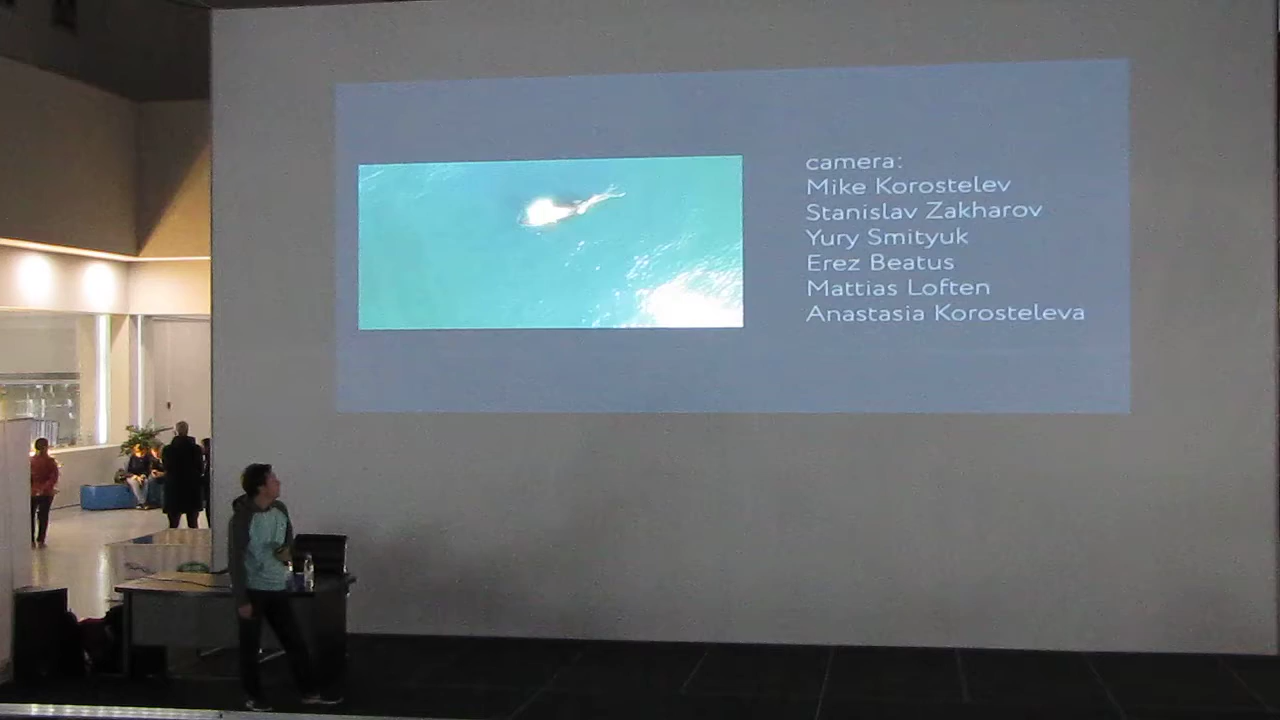 camera:
Mike Korostelev
Stanislav Zakharov
Yury Smityuk
Erez Beatus
Mattias Loften
Anastasia Korosteleva